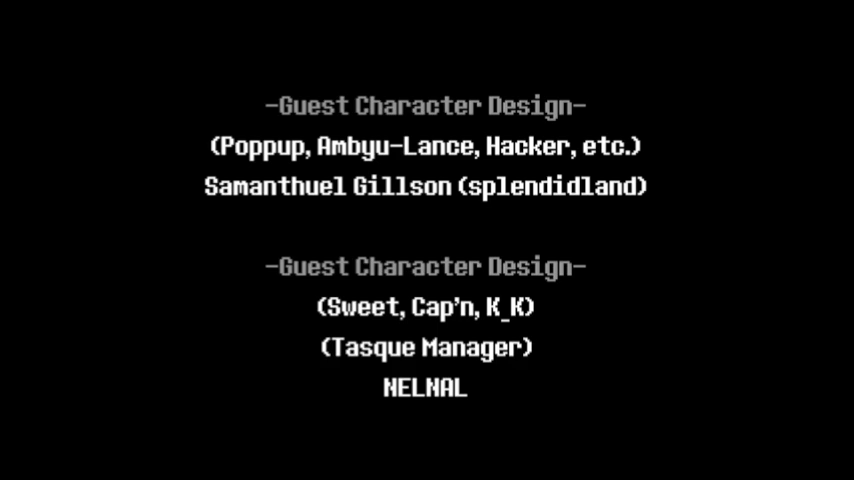 -Guest Character Design-
(Poppup, Ambyu-Lance, Hacker, etc.)
Samanthuel Gillson (splendidland)
-Guest Character Design-
(Sweet, Cap'n, K_K)
(Tasque Manager)
NELNAL